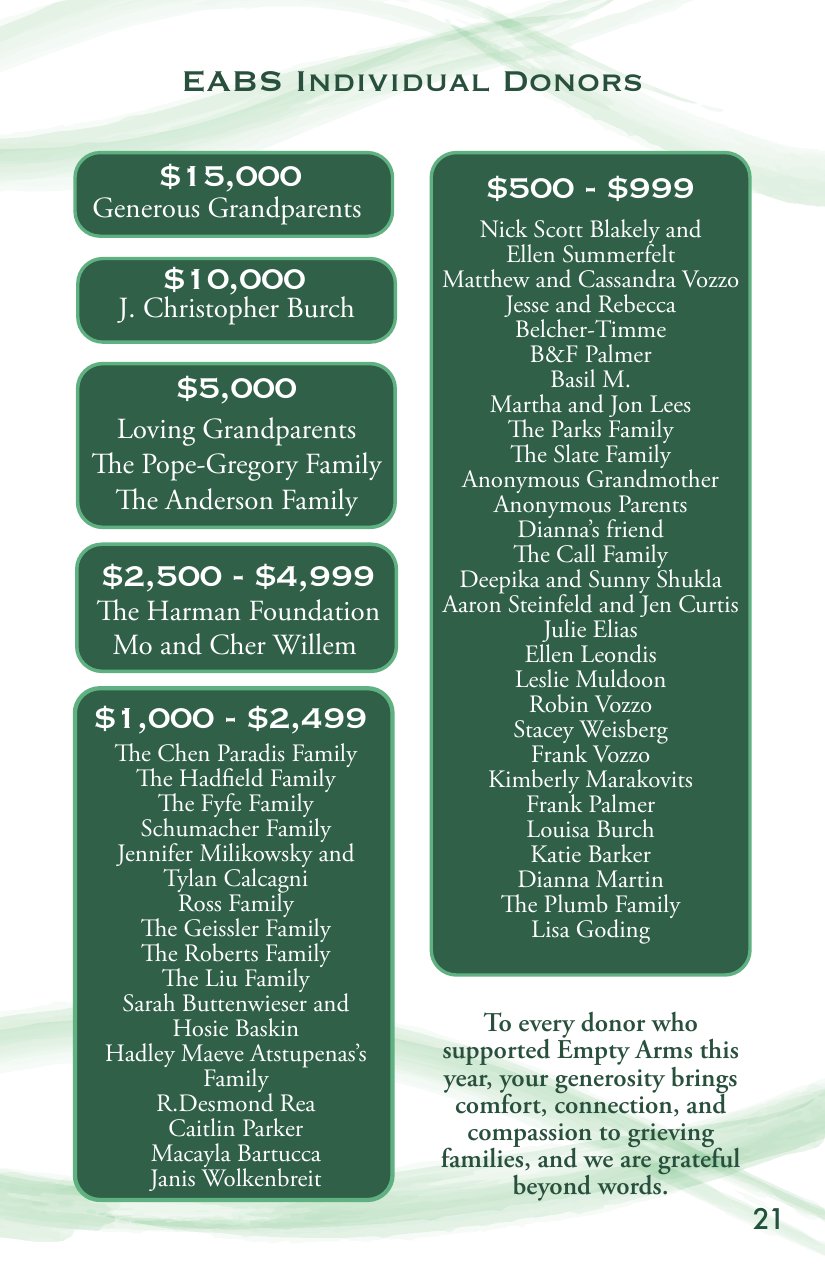 EABS Individual Donors
$15,000
Generous Grandparents
$10,000
J. Christopher Burch
$5,000
Loving Grandparents
The Pope-Gregory Family
The Anderson Family
$2,500 - $4,999
The Harman Foundation
Mo and Cher Willem
$1,000 - $2,499
The Chen Paradis Family
The Hadfield Family
The Fyfe Family
Schumacher Family
Jennifer Milikowsky and
Tylan Calcagni
Ross Family
The Geissler Family
The Roberts Family
The Liu Family
Sarah Buttenwieser and
Hosie Baskin
Hadley Maeve Atstupenas's
Family
R.Desmond Rea
Caitlin Parker
Macayla Bartucca
Janis Wolkenbreit
$500 - $999
Nick Scott Blakely and
Ellen Summerfelt
Matthew and Cassandra Vozzo
Jesse and Rebecca
Belcher-Timme
B&F Palmer
Basil M.
Martha and Jon Lees
The Parks Family
The Slate Family
Anonymous Grandmother
Anonymous Parents
Dianna's friend
The Call Family
Deepika and Sunny Shukla
Aaron Steinfeld and Jen Curtis
Julie Elias
Ellen Leondis
Leslie Muldoon
Robin Vozzo
Stacey Weisberg
Frank Vozzo
Kimberly Marakovits
Frank Palmer
Louisa Burch
Katie Barker
Dianna Martin
The Plumb Family
Lisa Goding
To every donor who
supported Empty Arms this
year, your generosity brings
comfort, connection, and
compassion to grieving
families, and we are grateful
beyond words.
21